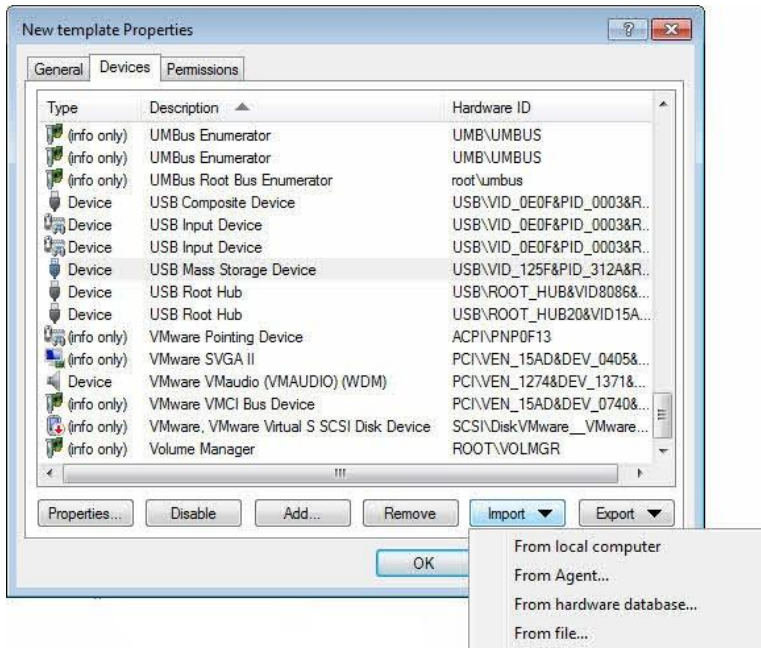 New template Properties
General Devices Permissions
Type Description Hardware ID
(info only) UMBus Enumerator UMB\UMBUS
(info only) UMBus Enumerator UMB\UMBUS
(info only) UMBus Root Bus Enumerator root\umbus
Device USB Composite Device USB\VID_0E0F&PID_0003&R...
Device USB Input Device USB\VID_0E0F&PID_0003&R...
Device USB Input Device USB\VID_0E0F&PID_0003&R...
Device USB Mass Storage Device USB\VID_125F&PID_312A&R...
Device USB Root Hub USB\ROOT_HUB&VID8086&...
Device USB Root Hub USB\ROOT_HUB20&VID15A...
(info only) VMware Pointing Device ACPI\PNP0F13
(info only) VMware SVGA II PCI\VEN_15AD&DEV_0405&...
Device VMware VMaudio (VMAUDIO) (WDM) PCI\VEN_1274&DEV_1371&...
(info only) VMware VMCI Bus Device PCI\VEN_15AD&DEV_0740&...
(info only) VMware, VMware Virtual S SCSI Disk Device SCSI\DiskVMware__VMware...
(info only) Volume Manager ROOT\VOLMGR
Properties... Disable Add... Remove Import Export
OK
From local computer
From Agent...
From hardware database...
From file...